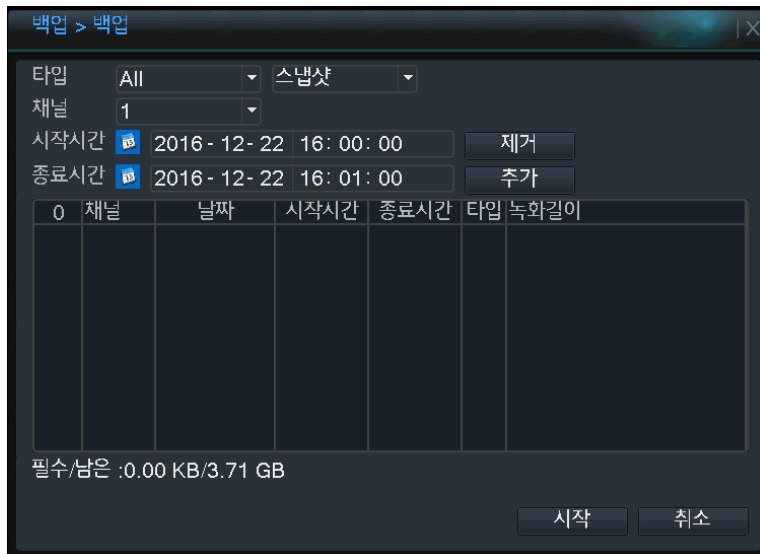 백업 > 백업 X
타입 All 스냅샷
채널 1
시작시간 15 2016 - 12 - 22 16: 00: 00 제거
종료시간 15 2016 - 12 - 22 16: 01: 00 추가
0 채널 날짜 시작시간 종료시간 타입 녹화길이
필수/남은 :0.00 KB/3.71 GB
시작 취소